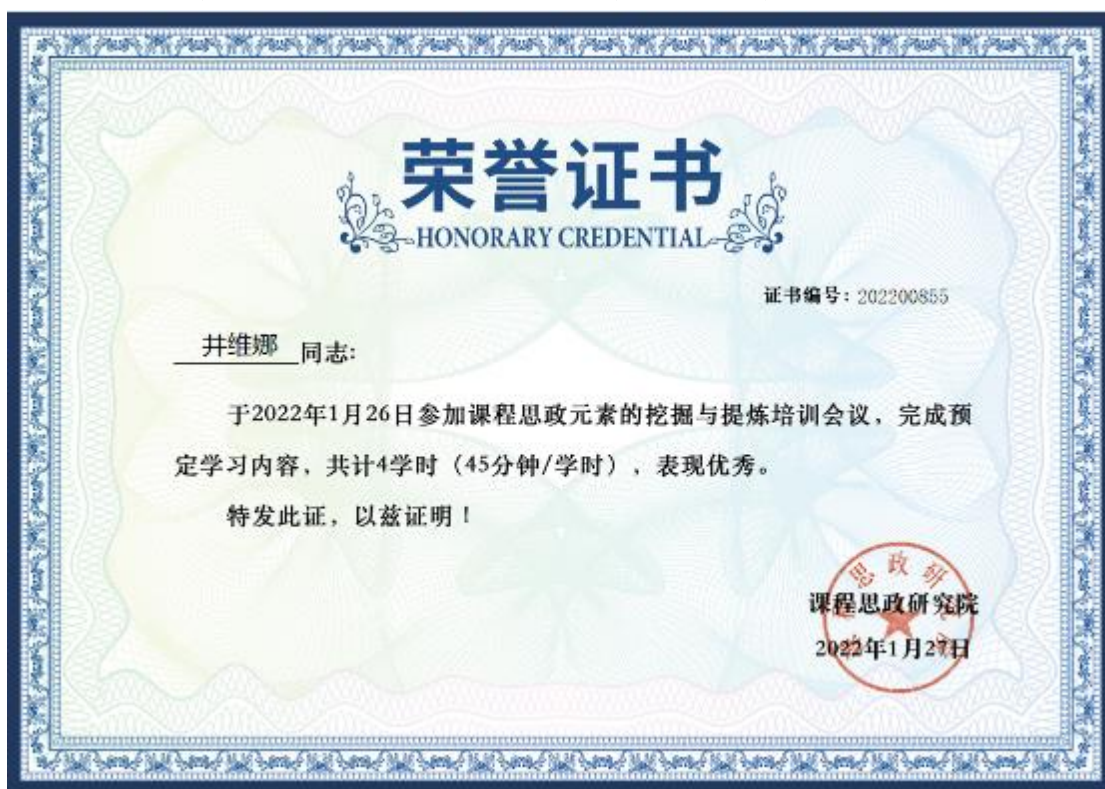 荣誉证书
HONORARY CREDENTIAL
证书编号：202200855
井维娜 同志：
于2022年1月26日参加课程思政元素的挖掘与提炼培训会议，完成预
定学习内容，共计4学时（45分钟/学时），表现优秀。
特发此证，以兹证明！
课程思政研究院
2022年1月27日